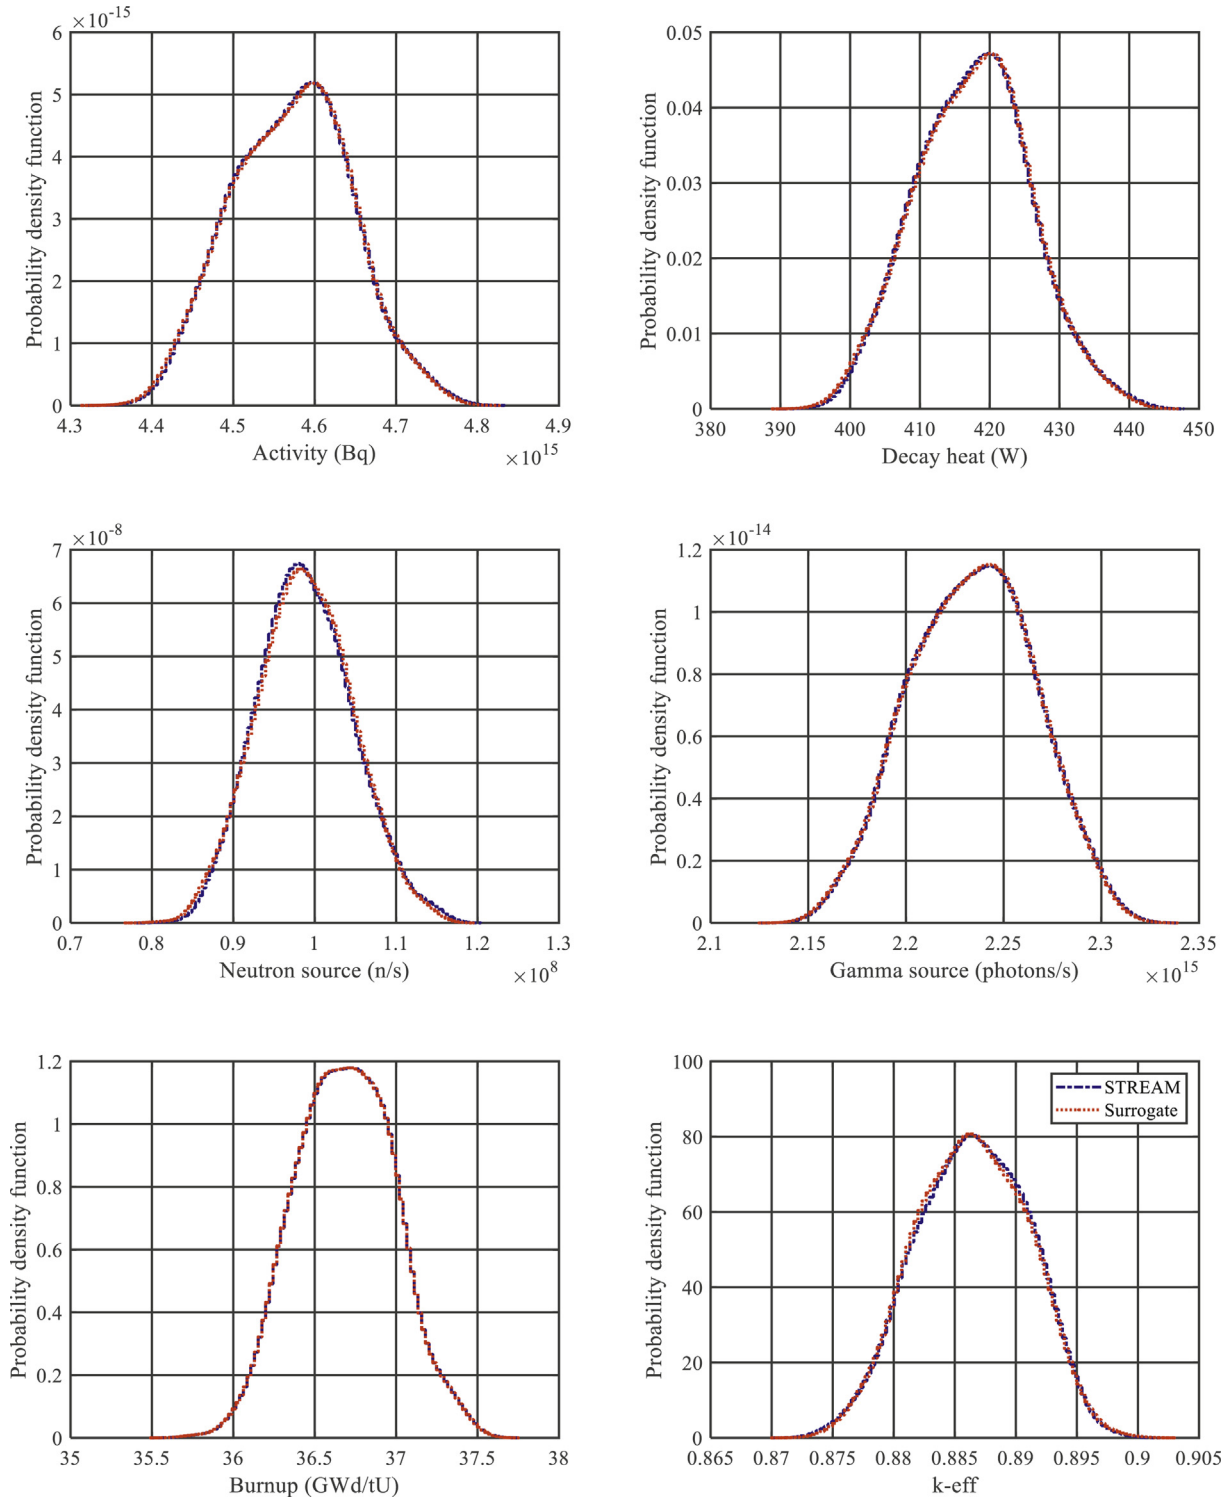 ×10^-15
6
5
4
3
2
1
0
4.3 4.4 4.5 4.6 4.7 4.8 4.9
Probability density function
Activity (Bq)
×10^15
0.05
0.04
0.03
0.02
0.01
0
380 390 400 410 420 430 440 450
Probability density function
Decay heat (W)
×10^-8
7
6
5
4
3
2
1
0
0.7 0.8 0.9 1 1.1 1.2 1.3
Probability density function
Neutron source (n/s)
×10^8
×10^-14
1.2
1
0.8
0.6
0.4
0.2
0
2.1 2.15 2.2 2.25 2.3 2.35
Probability density function
Gamma source (photons/s)
×10^15
1.2
1
0.8
0.6
0.4
0.2
0
35 35.5 36 36.5 37 37.5 38
Probability density function
Burnup (GWd/tU)
100
80
60
40
20
0
0.865 0.87 0.875 0.88 0.885 0.89 0.895 0.9 0.905
Probability density function
k-eff
STREAM
Surrogate